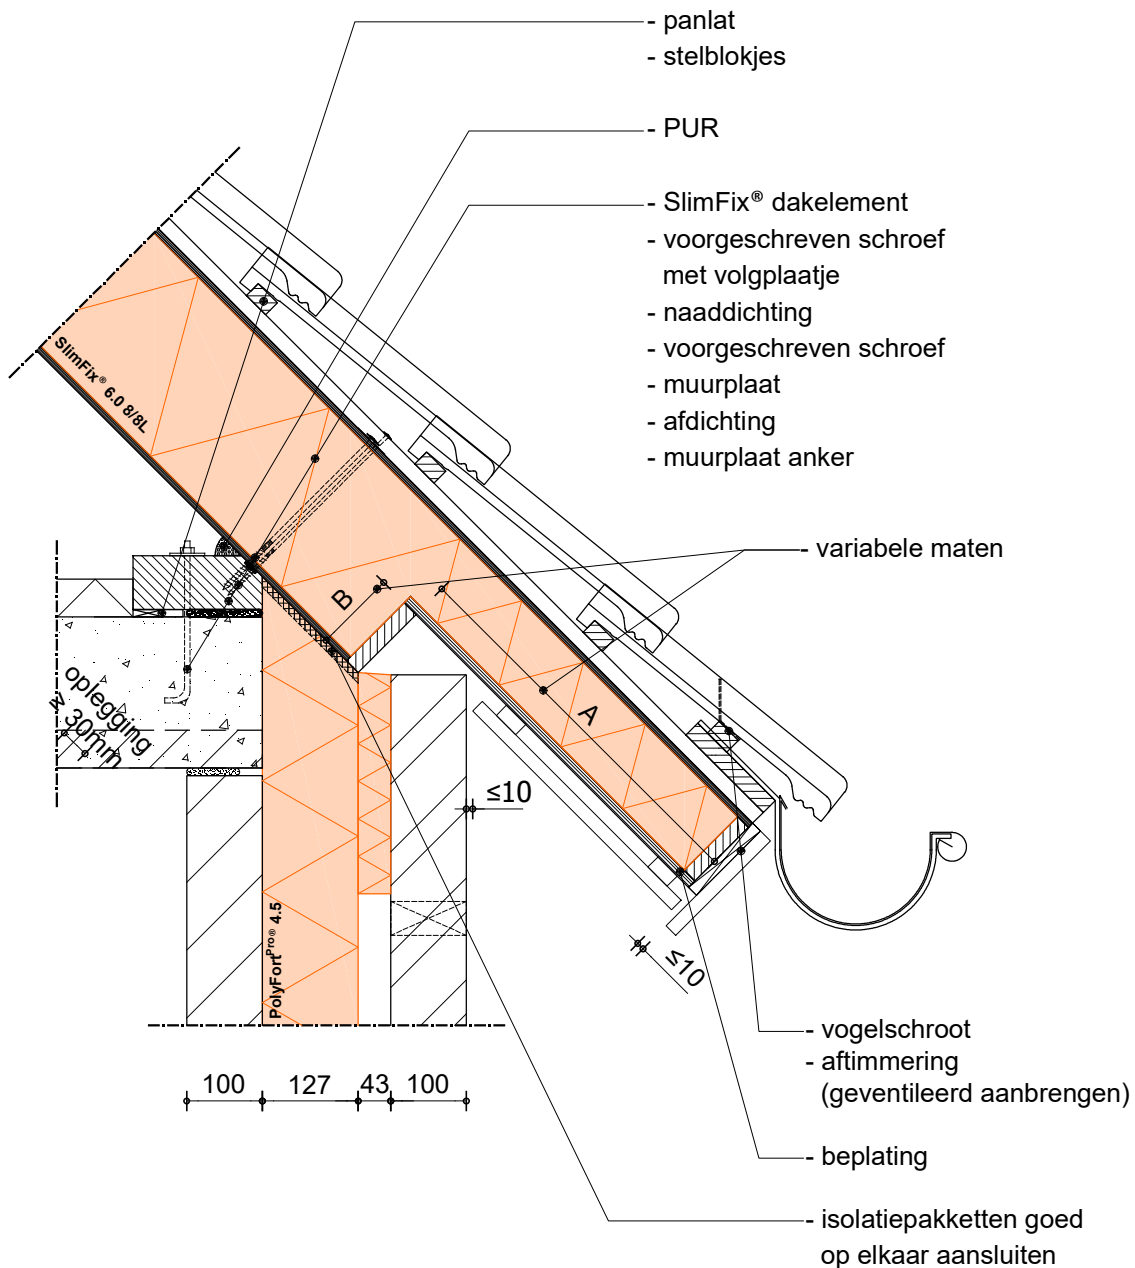 - panlat
- stelblokjes
- PUR
- SlimFix® dakelement
- voorgeschreven schroef
met volgplaatje
- naaddichting
- voorgeschreven schroef
- muurplaat
- afdichting
- muurplaat anker
SlimFix® 6.0 8/8L
- variabele maten
B
A
oplegging
≥ 30mm
≤10
≤10
PolyFortPro® 4.5
- vogelschroot
- aftimmering
(geventileerd aanbrengen)
100 127 43 100
- beplating
- isolatiepakketten goed
op elkaar aansluiten